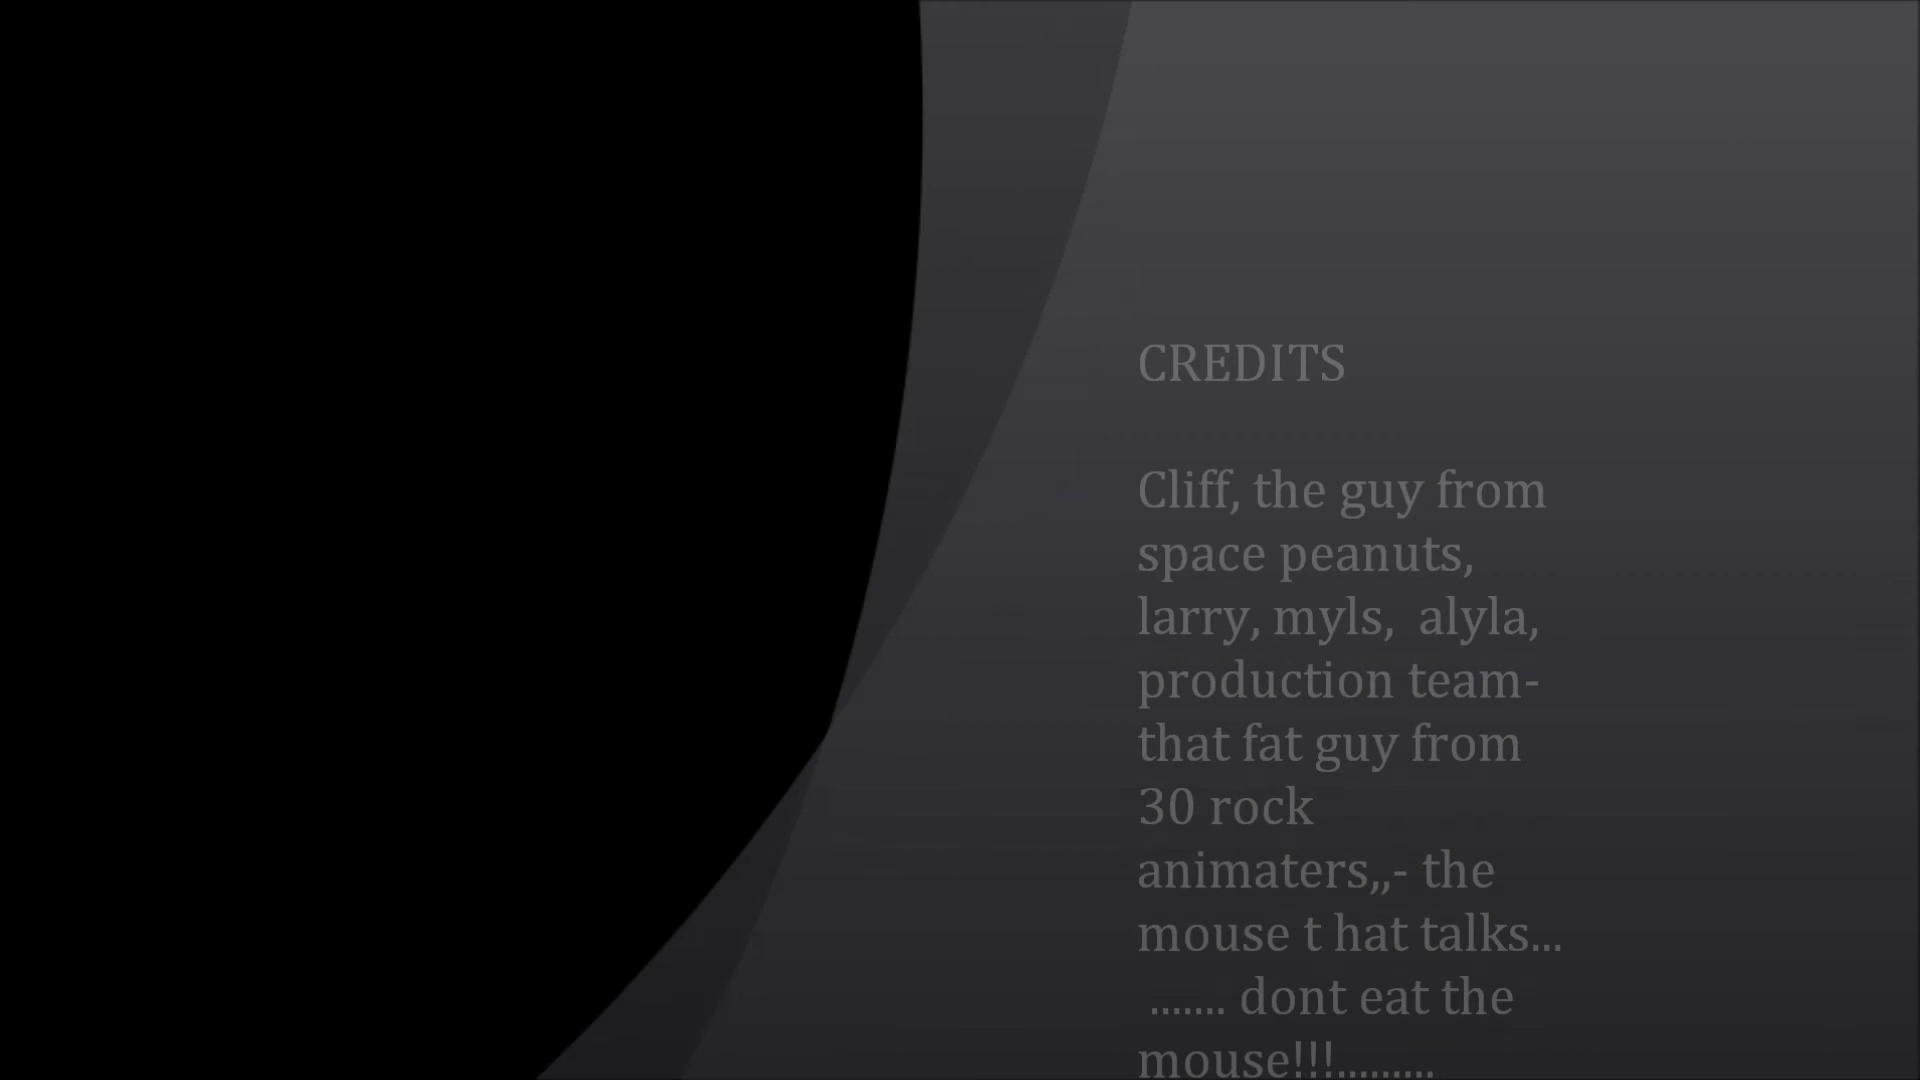 CREDITS
Cliff, the guy from
space peanuts,
larry, myls,  alyla,
production team-
that fat guy from
30 rock
animaters,,- the
mouse t hat talks...
....... dont eat the
mouse!!!.........